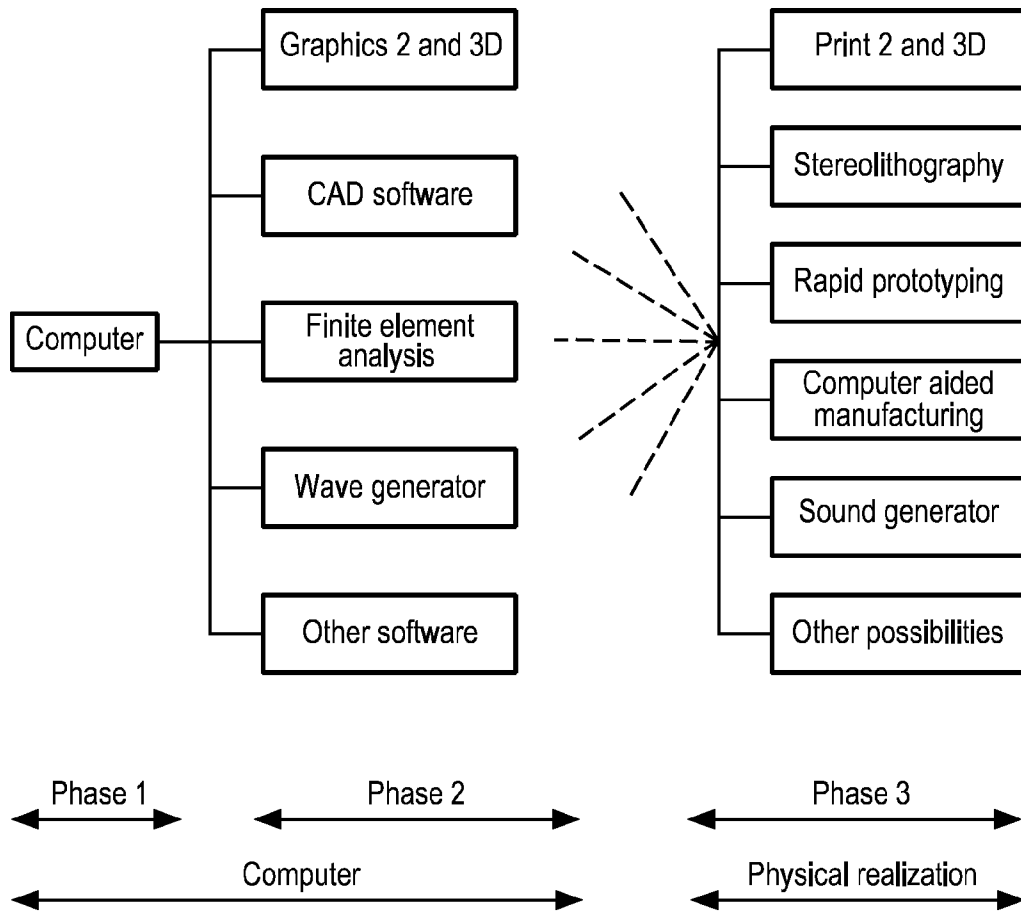 Graphics 2 and 3D
CAD software
Computer
Finite element
analysis
Wave generator
Other software
Print 2 and 3D
Stereolithography
Rapid prototyping
Computer aided
manufacturing
Sound generator
Other possibilities
Phase 1
Phase 2
Phase 3
Computer
Physical realization